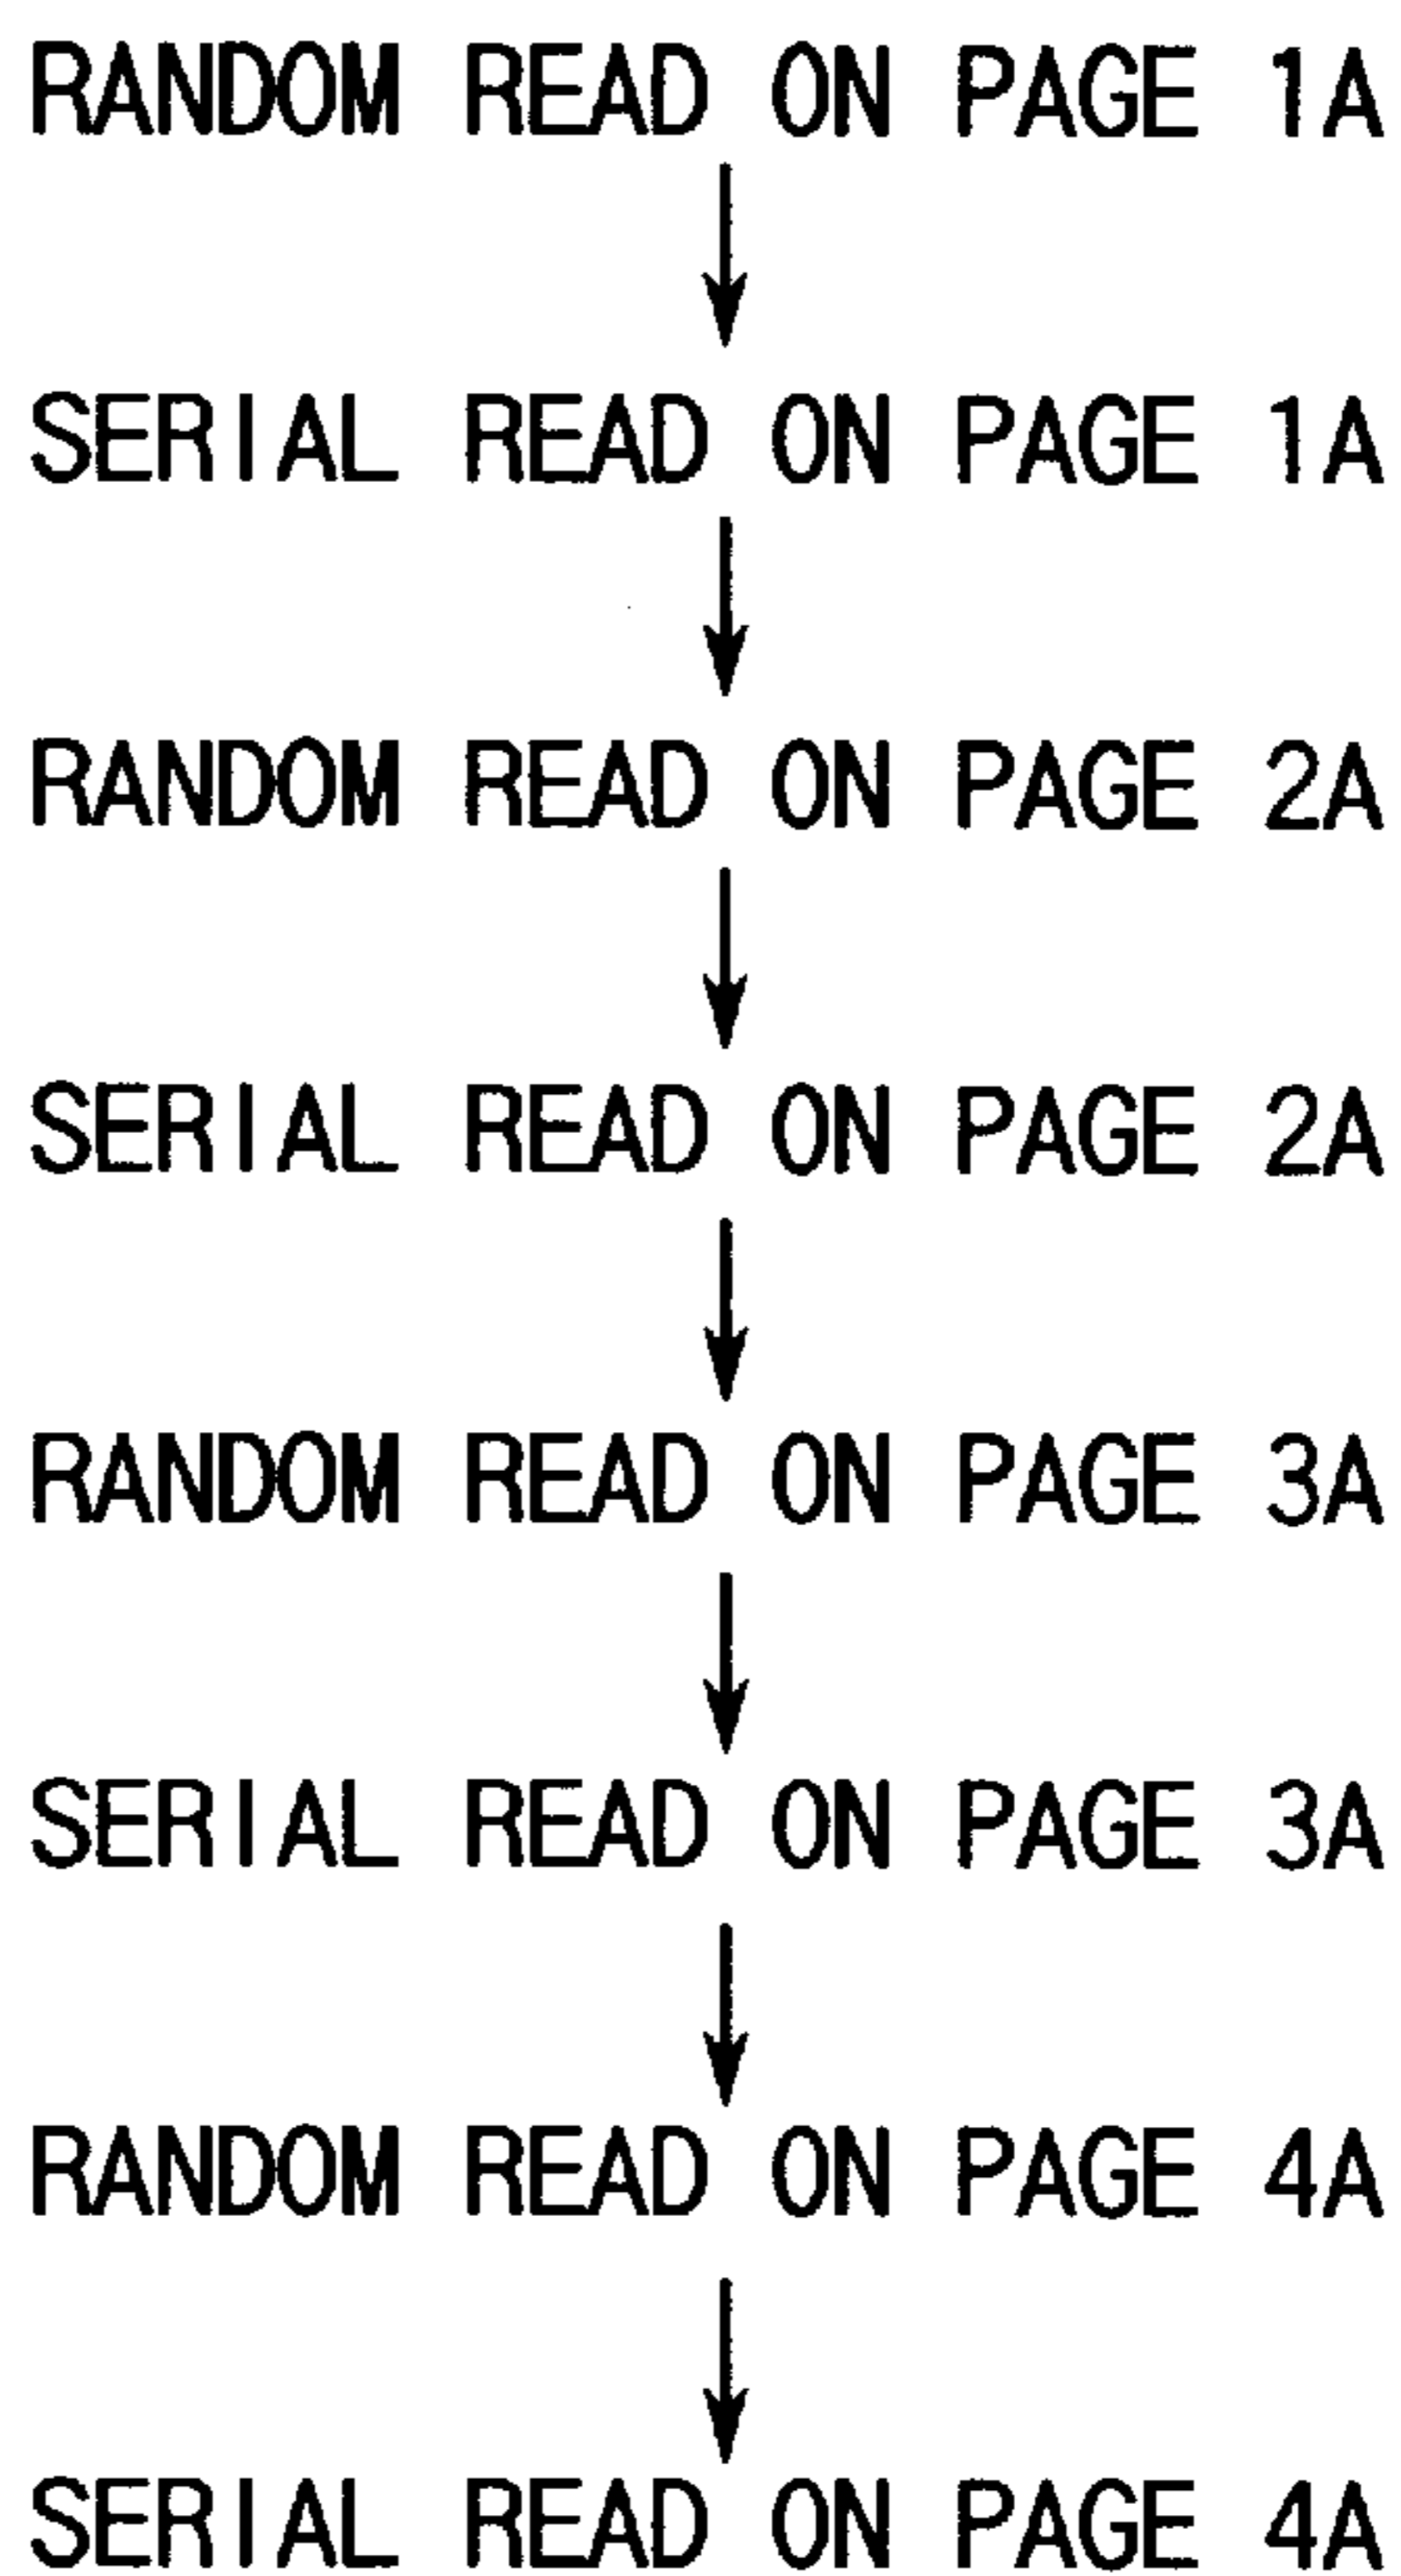 RANDOM READ ON PAGE 1A
SERIAL READ ON PAGE 1A
RANDOM READ ON PAGE 2A
SERIAL READ ON PAGE 2A
RANDOM READ ON PAGE 3A
SERIAL READ ON PAGE 3A
RANDOM READ ON PAGE 4A
SERIAL READ ON PAGE 4A